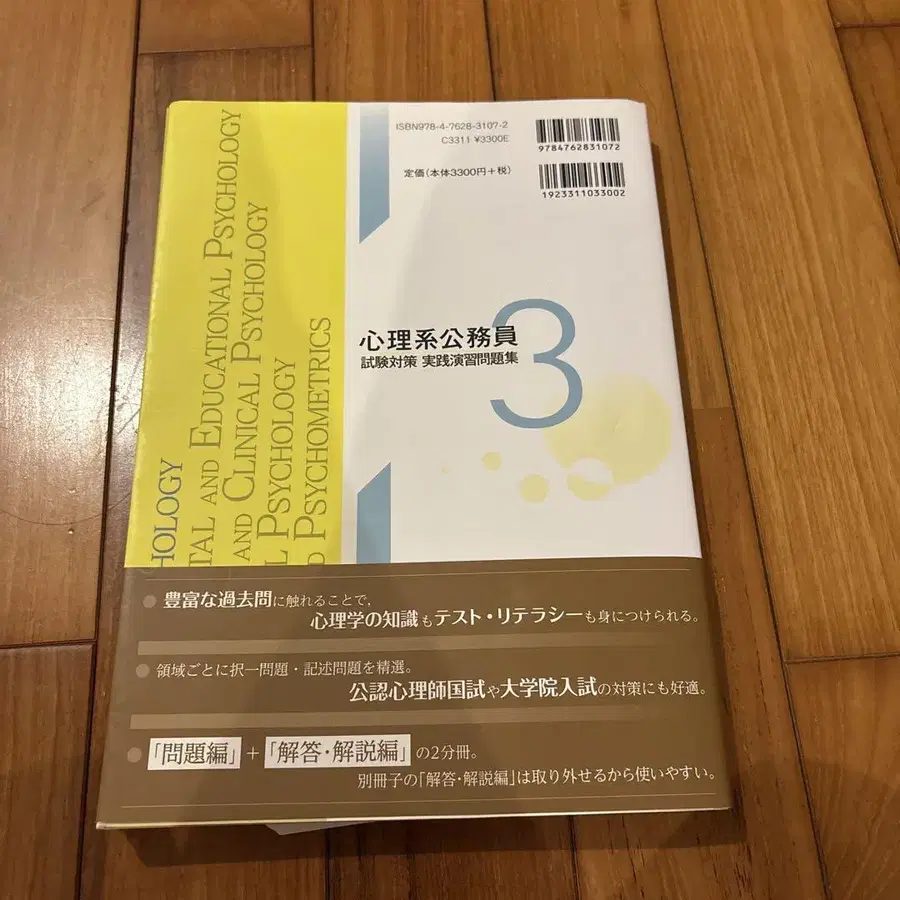 ISBN978-4-7628-3107-2
C3311 ¥3300E
定価(本体3300円+税)
9784762831072
1923311033002
HOLOGY
TAL AND EDUCATIONAL PSYCHOLOGY
AND CLINICAL PSYCHOLOGY
L PSYCHOLOGY
D PSYCHOMETRICS
心理系公務員
試験対策 実践演習問題集
3
●豊富な過去問に触れることで,
心理学の知識もテスト・リテラシーも身につけられる。
●領域ごとに択一問題・記述問題を精選。
公認心理師国試や大学院入試の対策にも好適。
●「問題編」+「解答・解説編」の2分冊。
別冊子の「解答・解説編」は取り外せるから使いやすい。